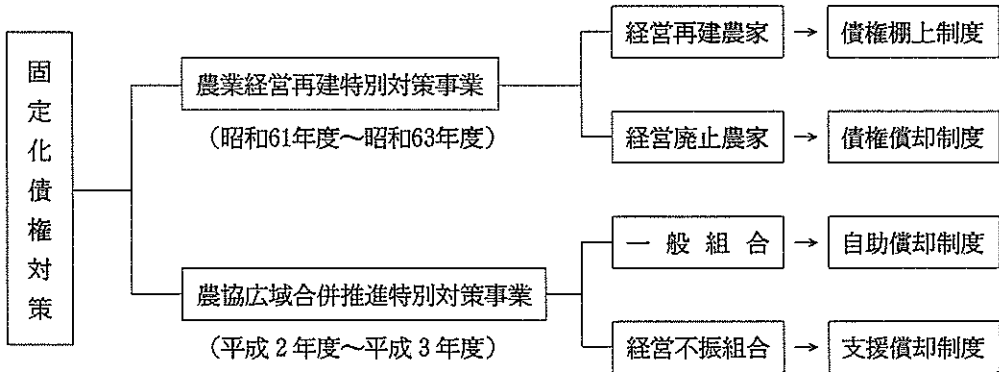 固定化債権対策
農業経営再建特別対策事業
（昭和61年度～昭和63年度）
経営再建農家 → 債権棚上制度
経営廃止農家 → 債権償却制度
農協広域合併推進特別対策事業
（平成2年度～平成3年度）
一般組合 → 自助償却制度
経営不振組合 → 支援償却制度